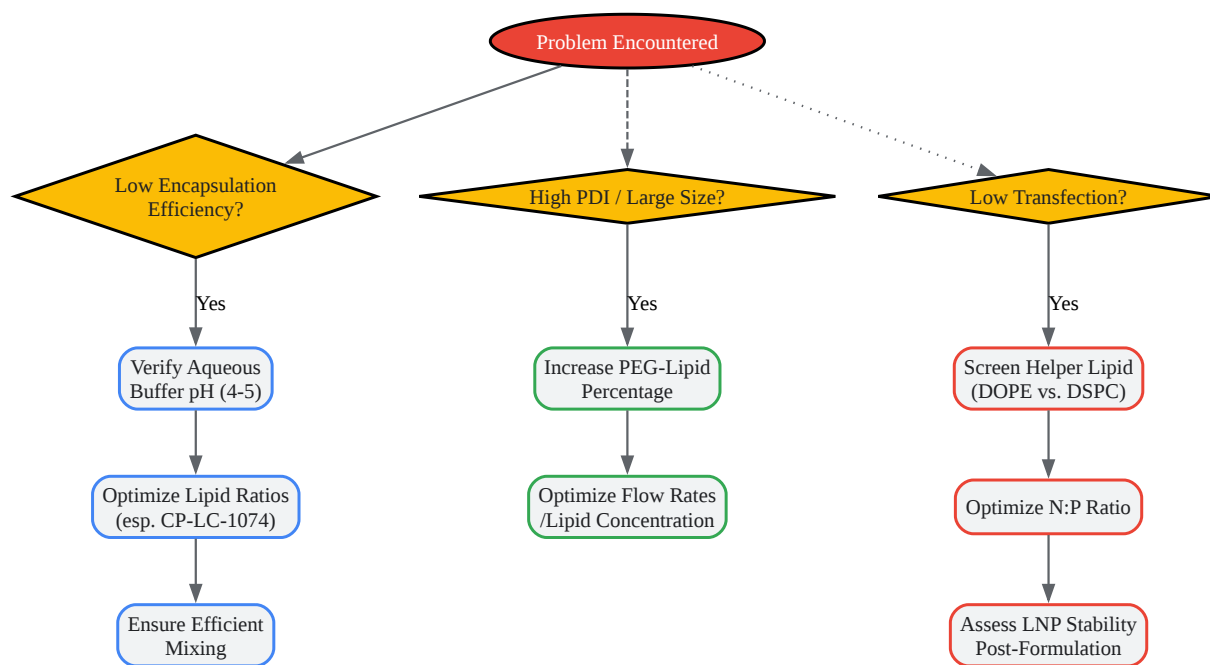 Problem Encountered
Low Encapsulation
Efficiency?
High PDI / Large Size?
Low Transfection?
Yes
Yes
Yes
Verify Aqueous
Buffer pH (4-5)
Increase PEG-Lipid
Percentage
Screen Helper Lipid
(DOPE vs. DSPC)
Optimize Lipid Ratios
(esp. CP-LC-1074)
Optimize Flow Rates
/Lipid Concentration
Optimize N:P Ratio
Ensure Efficient
Mixing
Assess LNP Stability
Post-Formulation